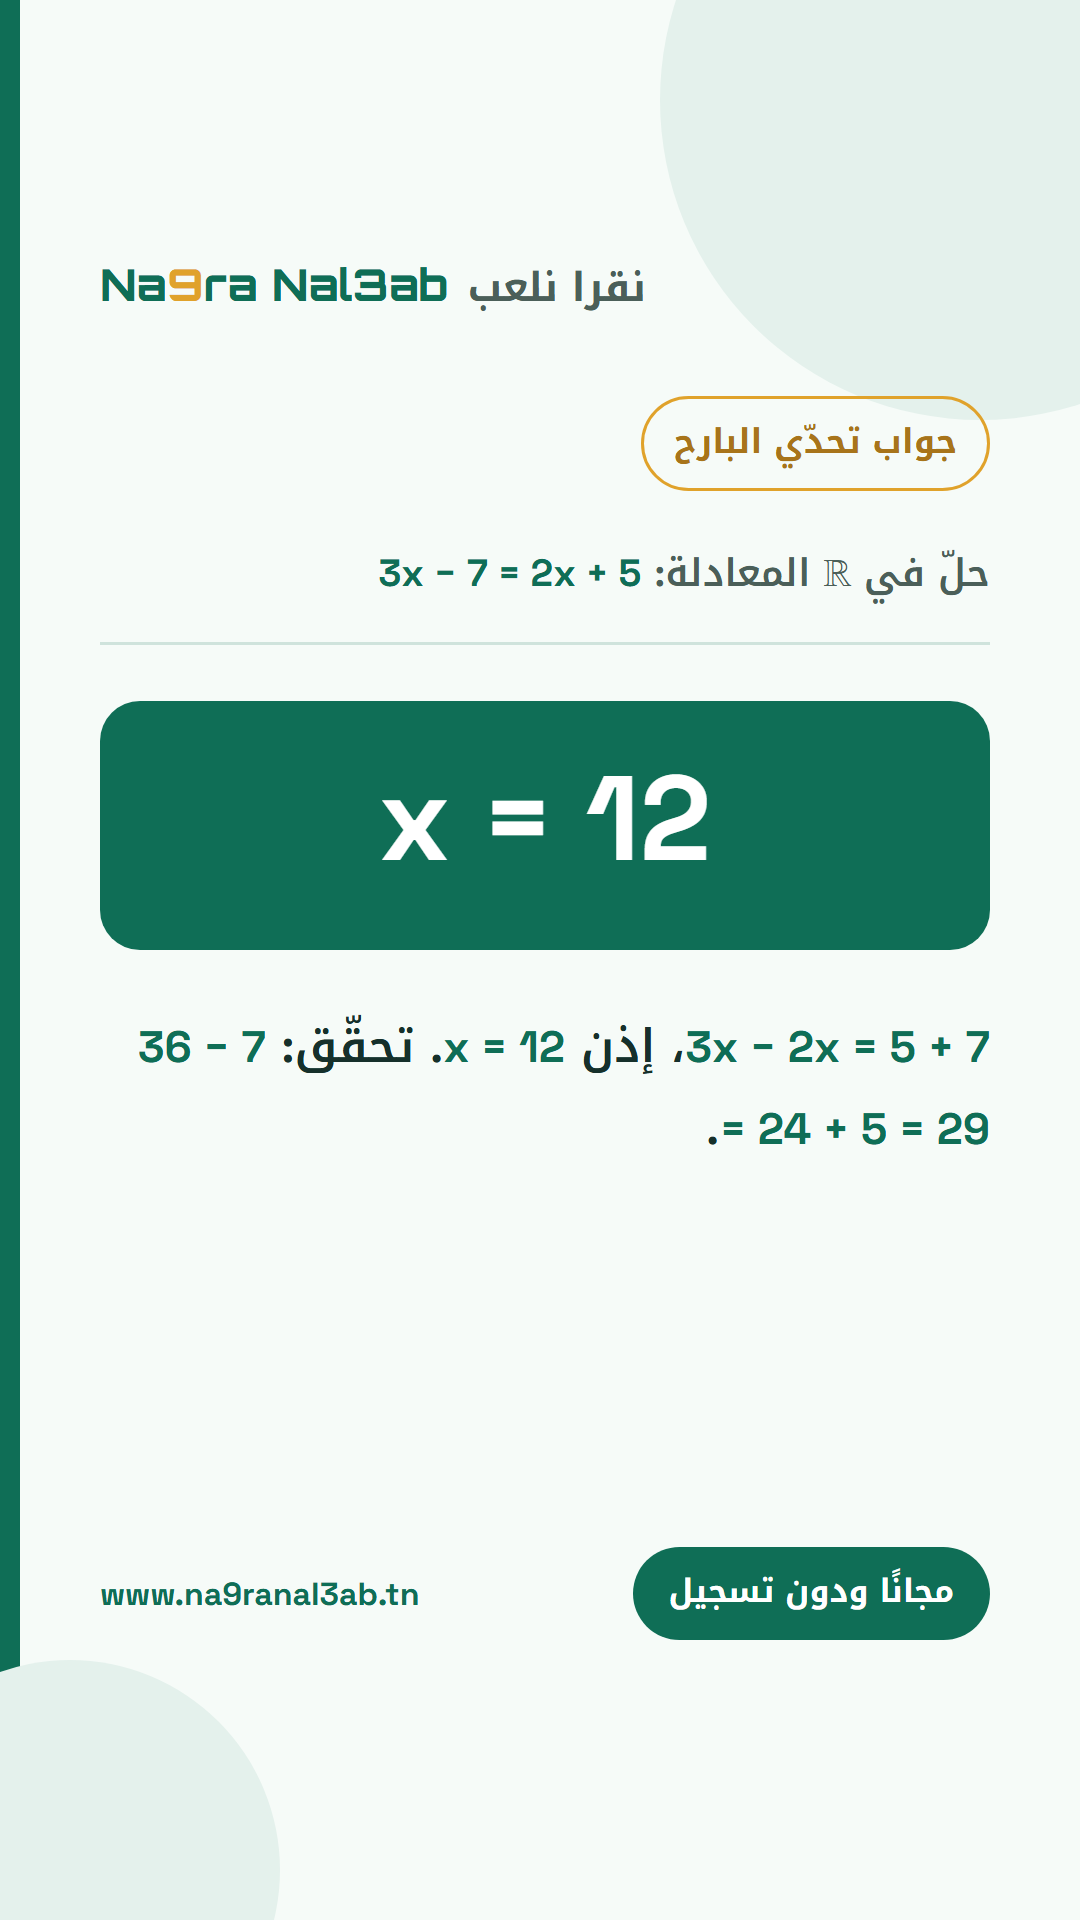 Na9ra Nal3ab نقرا نلعب
جواب تحدّي البارح
حلّ في ℝ المعادلة: 3x − 7 = 2x + 5
x = 12
3x − 2x = 5 + 7، إذن x = 12. تحقّق: 36 − 7
= 24 + 5 = 29.
مجانًا ودون تسجيل
www.na9ranal3ab.tn